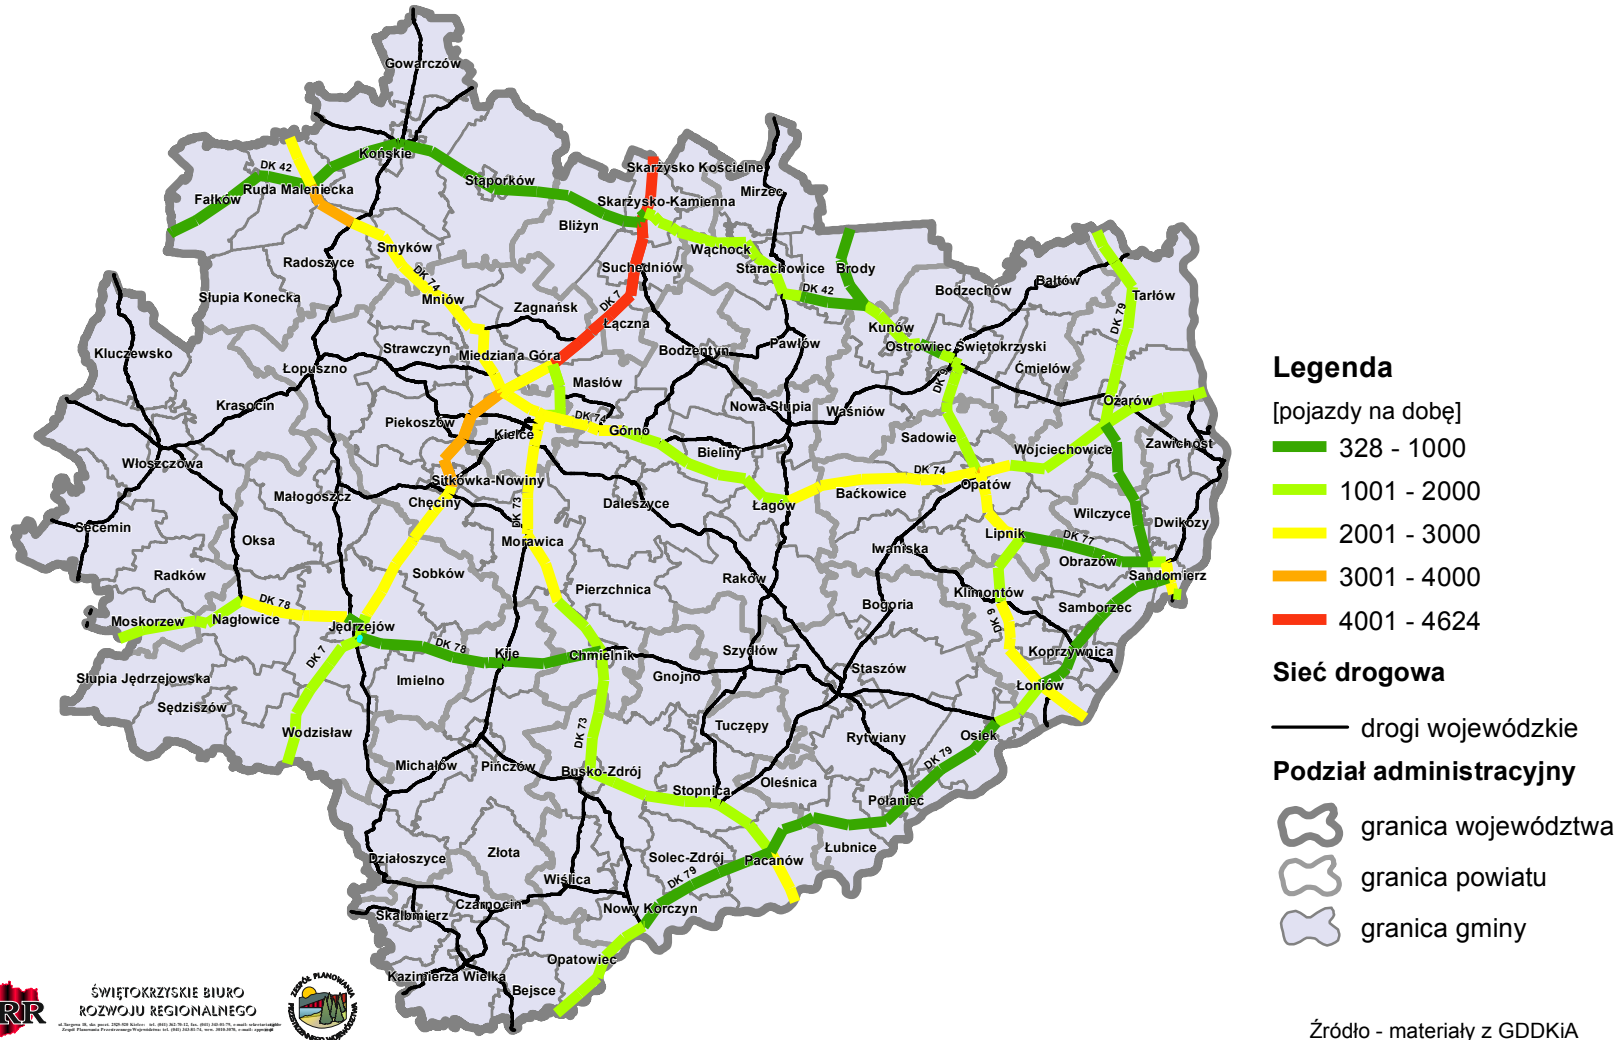 Gowarczów
Końskie
DK 42
Ruda Maleniecka
Fałków
Stąporków
Skarżysko Kościelne
Mirzec
Skarżysko-Kamienna
Bliżyn
Smyków
Wąchock
Radoszyce
Suchedniów
Starachowice
Brody
DK 74
Mniów
Słupia Konecka
Zagnańsk
DK 7
Łączna
DK 42
Bodzechów
Bałtów
Tarłów
DK 79
Kunów
Ostrowiec Świętokrzyski
Kluczewsko
Strawczyn
Miedziana Góra
Bodzentyn
Pawłów
Łopuszno
Masłów
DK 9
Ćmielów
Krasocin
Piekoszów
Nowa Słupia
Waśniów
Ożarów
DK 74
Kielce
Górno
Sadowie
Wojciechowice
Zawichost
Bieliny
Włoszczowa
Sitkówka-Nowiny
DK 74
Opatów
Małogoszcz
Chęciny
Daleszyce
Łagów
Baćkowice
DK 73
Wilczyce
Dwikozy
Secemin
Oksa
Morawica
Lipnik
DK 77
Iwaniska
Obrazów
Radków
Sobków
Raków
Sandomierz
Pierzchnica
Klimontów
Bogoria
Samborzec
DK 78
Moskorzew
Nagłowice
Jędrzejów
DK 9
DK 7
DK 78
Kije
Chmielnik
Szydłów
Koprzywnica
Staszów
Słupia Jędrzejowska
Imielno
Gnojno
Łoniów
Sędziszów
Wodzisław
DK 73
Tuczępy
Rytwiany
Osiek
DK 79
Michałów
Pińczów
Busko-Zdrój
Stopnica
Oleśnica
Połaniec
Łubnice
Działoszyce
Złota
Solec-Zdrój
Pacanów
DK 79
Wiślica
Skalbmierz
Czarnocin
Nowy Korczyn
Opatowiec
Kazimierza Wielka
Bejsce
Legenda
[pojazdy na dobę]
328 - 1000
1001 - 2000
2001 - 3000
3001 - 4000
4001 - 4624
Sieć drogowa
drogi wojewódzkie
Podział administracyjny
granica województwa
granica powiatu
granica gminy
Źródło - materiały z GDDKiA
RR
ŚWIĘTOKRZYSKIE BIURO
ROZWOJU REGIONALNEGO
ZESPÓŁ PLANOWANIA
PRZESTRZENNEGO WOJEWÓDZTWA